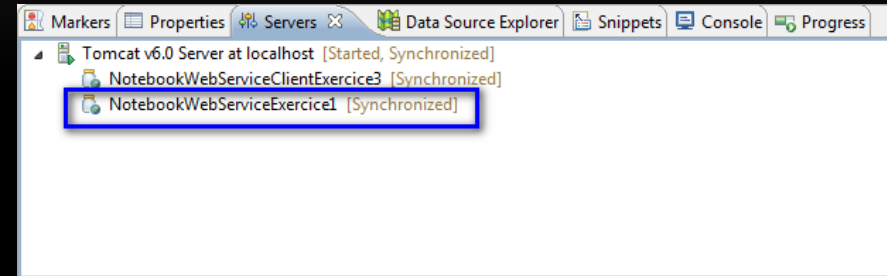 Markers Properties Servers Data Source Explorer Snippets Console Progress
Tomcat v6.0 Server at localhost [Started, Synchronized]
NotebookWebServiceClientExercice3 [Synchronized]
NotebookWebServiceExercice1 [Synchronized]